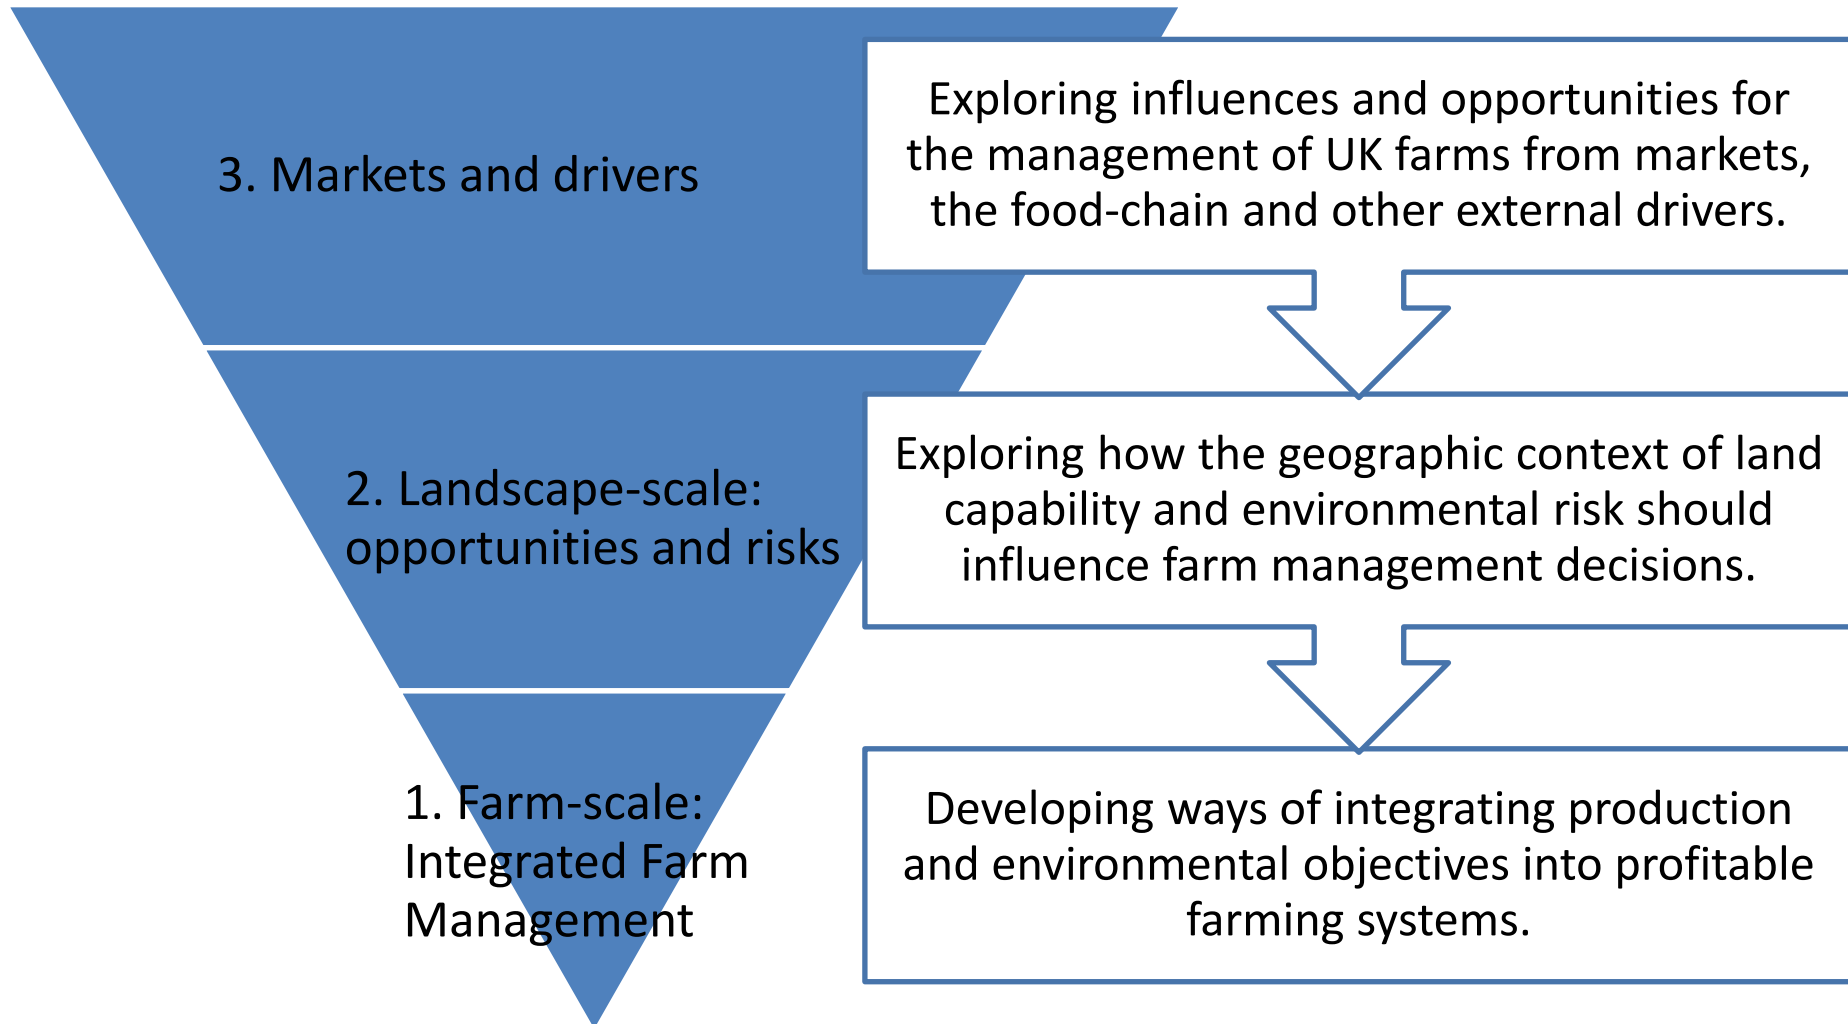 3. Markets and drivers
Exploring influences and opportunities for
the management of UK farms from markets,
the food-chain and other external drivers.
2. Landscape-scale:
opportunities and risks
Exploring how the geographic context of land
capability and environmental risk should
influence farm management decisions.
1. Farm-scale:
Integrated Farm
Management
Developing ways of integrating production
and environmental objectives into profitable
farming systems.